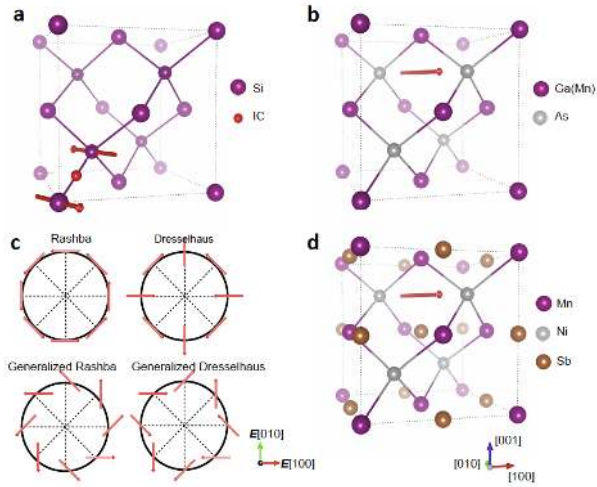 a
Si
IC
b
Ga(Mn)
As
c
Rashba
Dresselhaus
Generalized Rashba
Generalized Dresselhaus
E[010]
E[100]
d
Mn
Ni
Sb
[001]
[010]
[100]